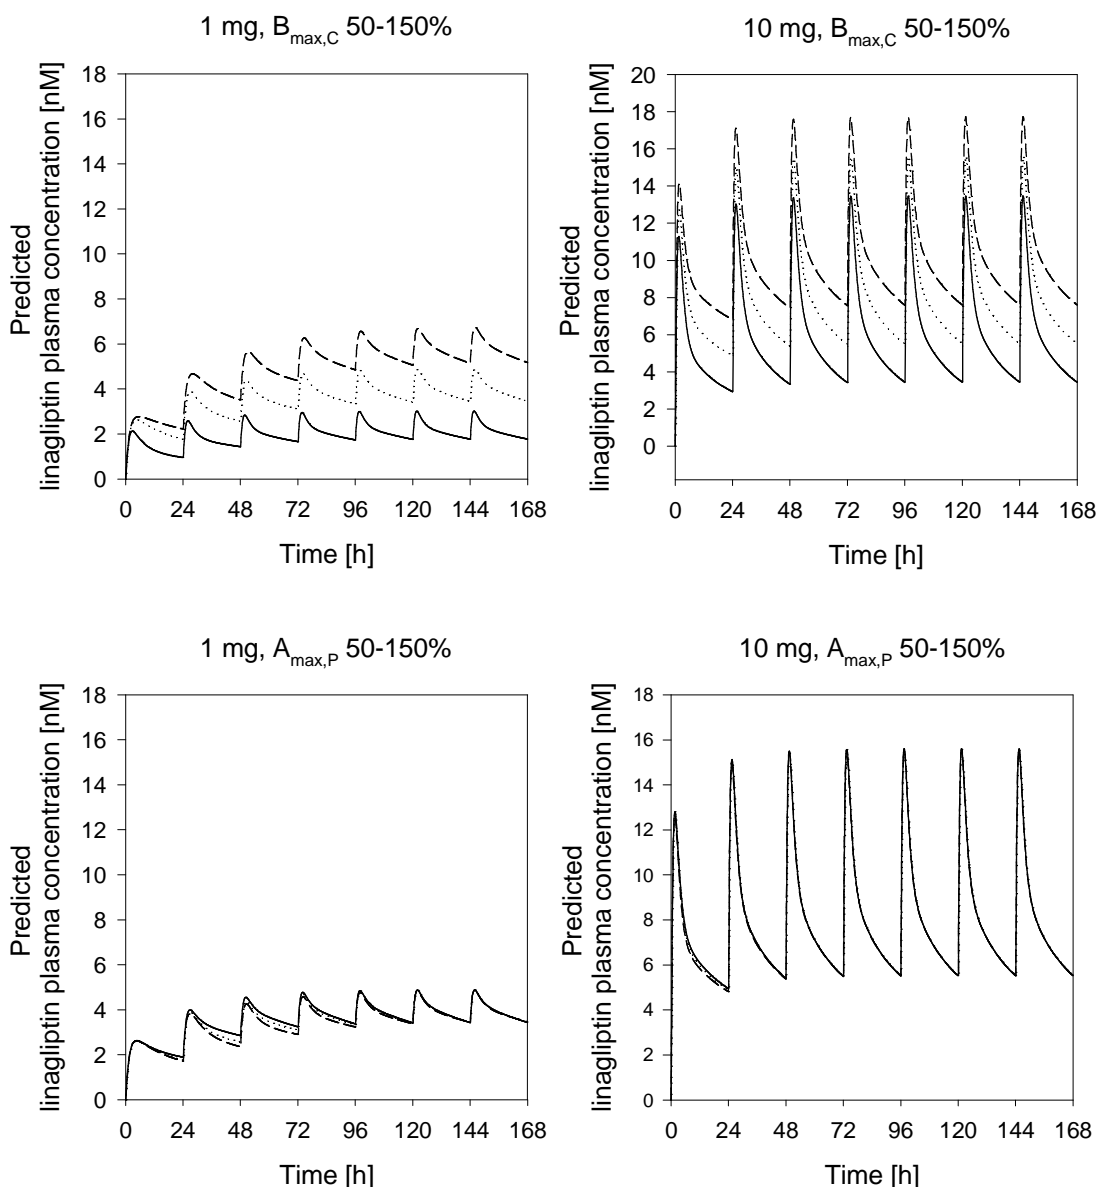 1 mg, Bmax,C 50-150%
Predicted
linagliptin plasma concentration [nM]
18
16
14
12
10
8
6
4
2
0
0 24 48 72 96 120 144 168
Time [h]
10 mg, Bmax,C 50-150%
Predicted
linagliptin plasma concentration [nM]
20
18
16
14
12
10
8
6
4
2
0
0 24 48 72 96 120 144 168
Time [h]
1 mg, Amax,P 50-150%
Predicted
linagliptin plasma concentration [nM]
18
16
14
12
10
8
6
4
2
0
0 24 48 72 96 120 144 168
Time [h]
10 mg, Amax,P 50-150%
Predicted
linagliptin plasma concentration [nM]
18
16
14
12
10
8
6
4
2
0
0 24 48 72 96 120 144 168
Time [h]